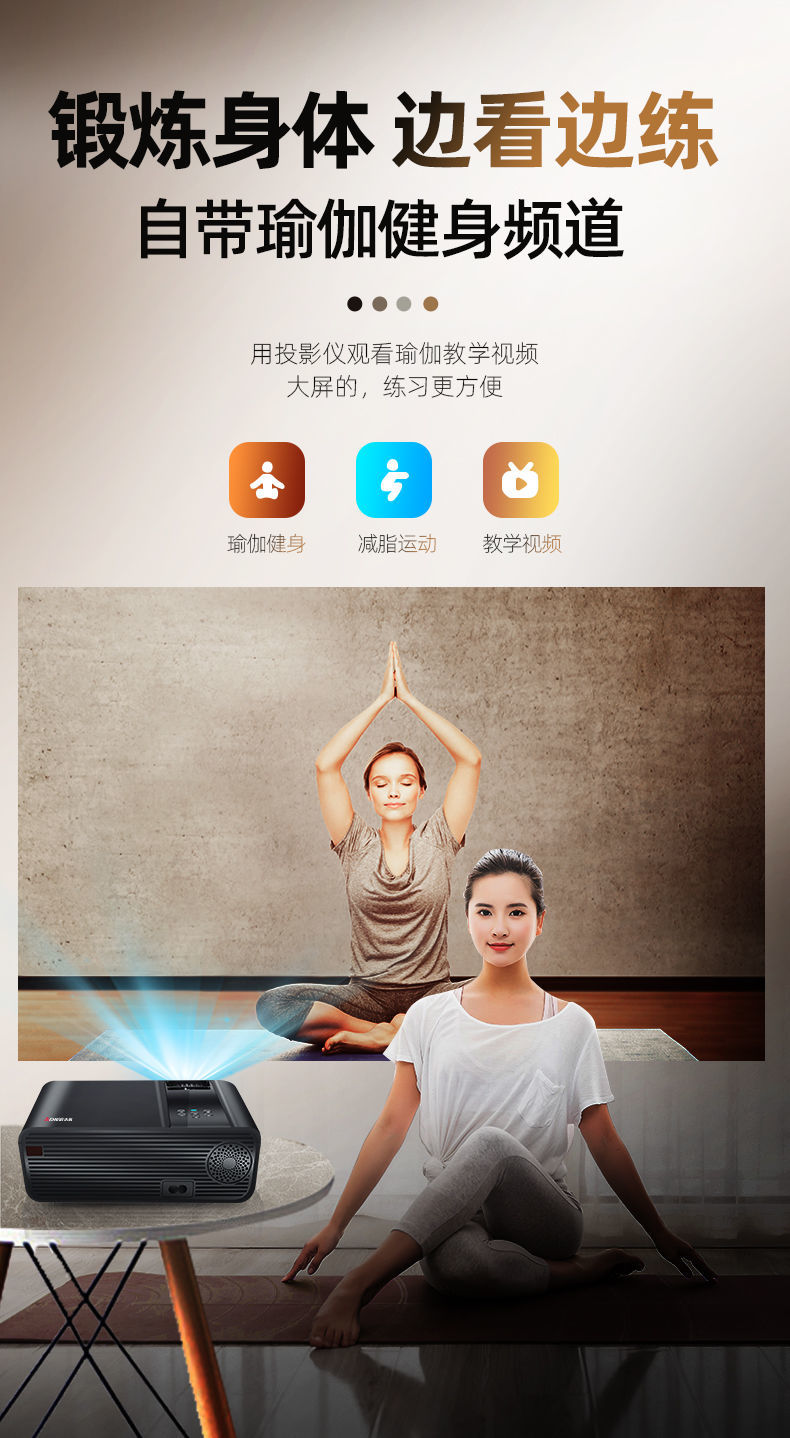 锻炼身体 边看边练
自带瑜伽健身频道
用投影仪观看瑜伽教学视频
大屏的，练习更方便
瑜伽健身
减脂运动
教学视频